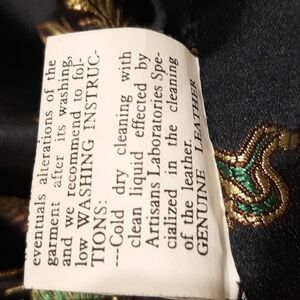 eventuals alterations of the
garment after its washing,
and we recommend to fol-
low WASHING INSTRUC-
TIONS:
---Cold dry cleaning with
clean liquid effected by
Artisans Laboratories Spe-
cialized in the cleaning
of the leather.
GENUINE LEATHER